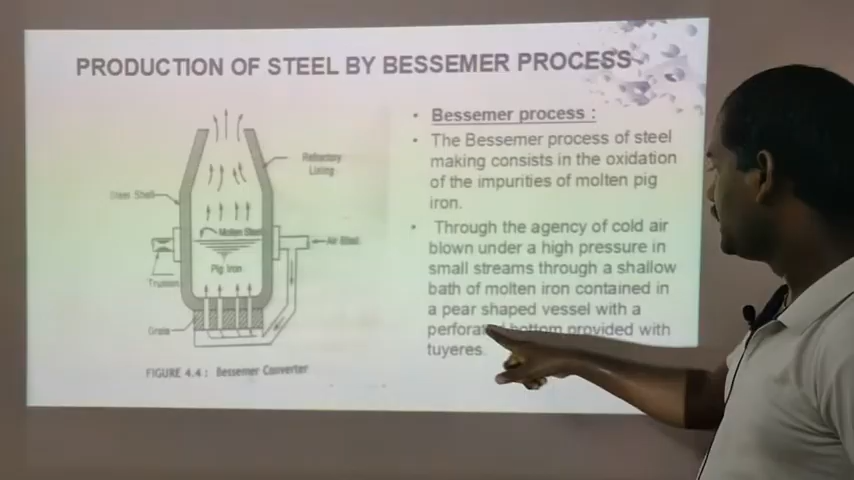 PRODUCTION OF STEEL BY BESSEMER PROCESS
Refractory
Lining
Steel Shell
Molten Steel
Air Blast
Pig Iron
Trunion
Grate
FIGURE 4.4 : Bessemer Converter
• Bessemer process :
• The Bessemer process of steel
making consists in the oxidation
of the impurities of molten pig
iron.
• Through the agency of cold air
blown under a high pressure in
small streams through a shallow
bath of molten iron contained in
a pear shaped vessel with a
perforated bottom provided with
tuyeres.